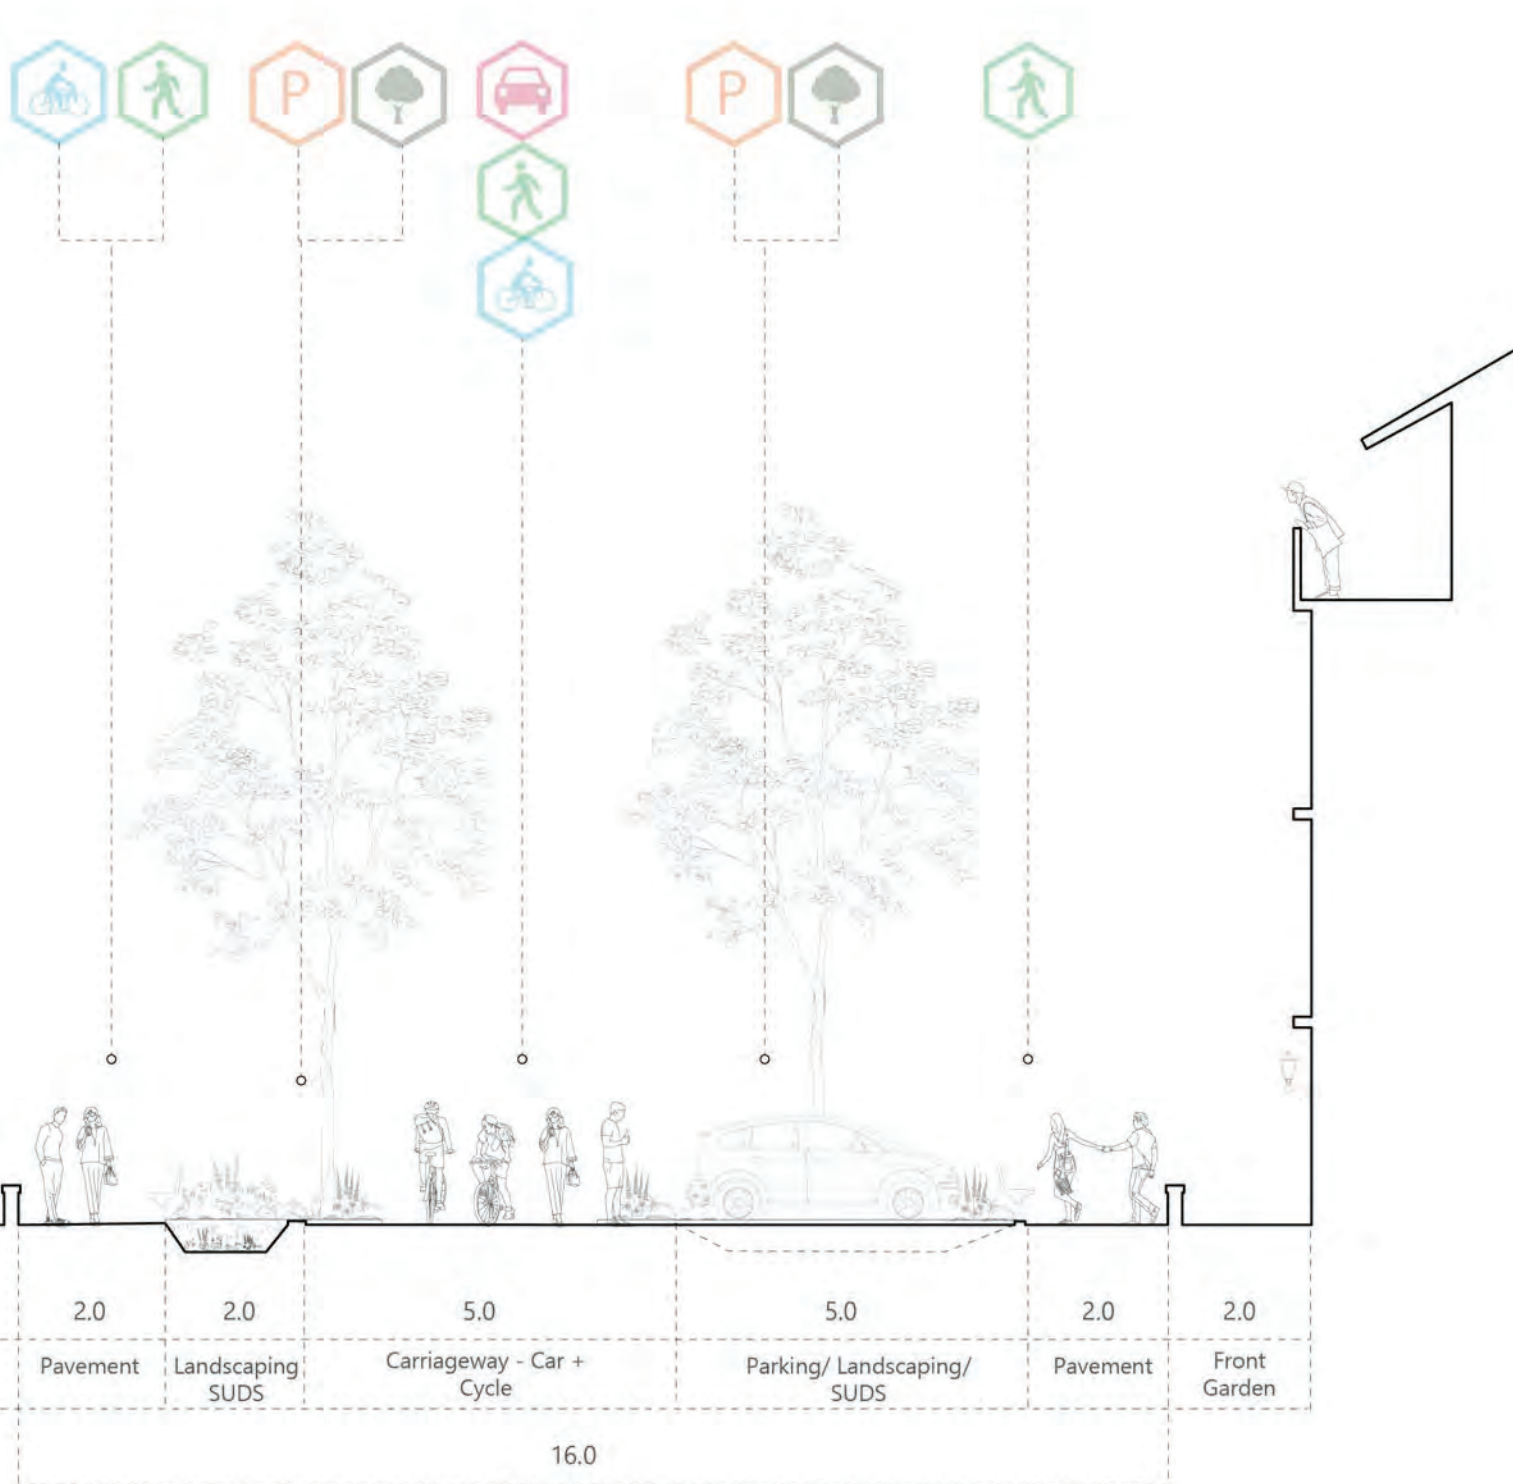 P
P
2.0
2.0
5.0
5.0
2.0
2.0
Pavement
Landscaping
SUDS
Carriageway - Car +
Cycle
Parking/ Landscaping/
SUDS
Pavement
Front
Garden
16.0